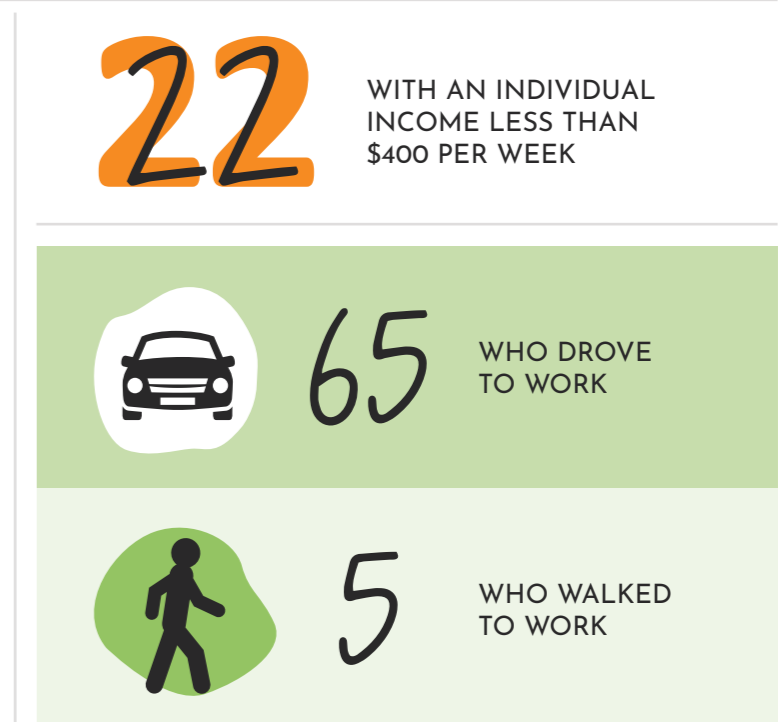 22
WITH AN INDIVIDUAL
INCOME LESS THAN
$400 PER WEEK
65
WHO DROVE
TO WORK
5
WHO WALKED
TO WORK